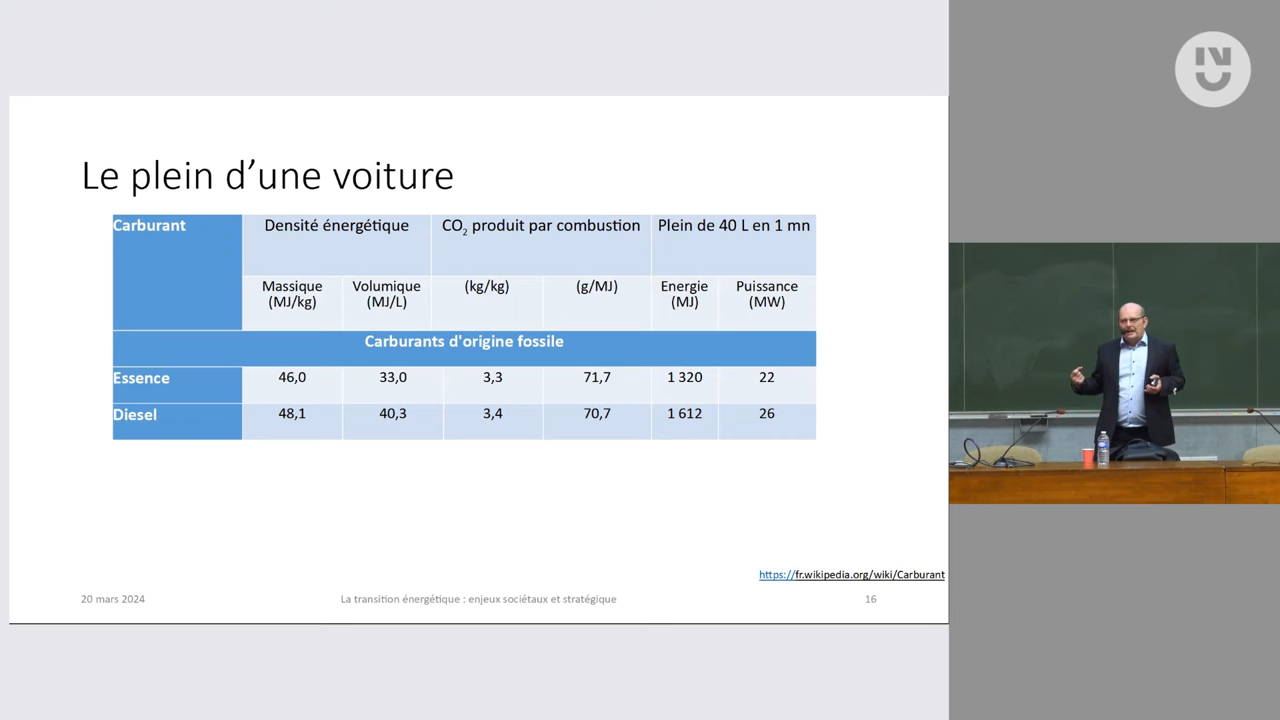 Le plein d’une voiture
Carburant Densité énergétique CO2 produit par combustion Plein de 40 L en 1 mn
Massique (MJ/kg) Volumique (MJ/L) (kg/kg) (g/MJ) Energie (MJ) Puissance (MW)
Carburants d'origine fossile
Essence 46,0 33,0 3,3 71,7 1 320 22
Diesel 48,1 40,3 3,4 70,7 1 612 26
https://fr.wikipedia.org/wiki/Carburant
20 mars 2024 La transition énergétique : enjeux sociétaux et stratégique 16